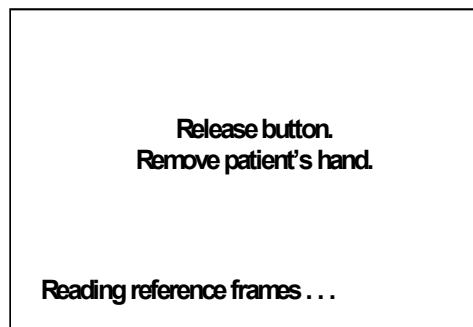 Release button.
Remove patient’s hand.
Reading reference frames . . .